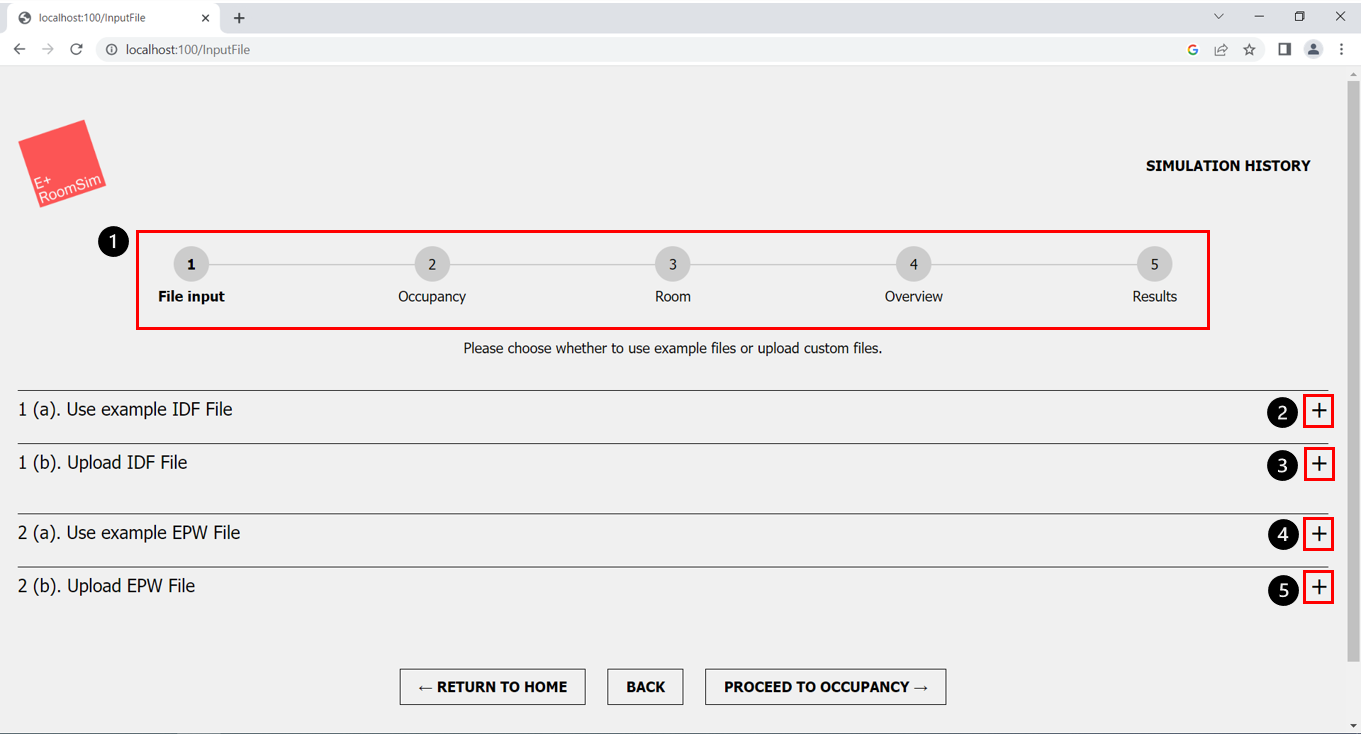 localhost:100/InputFile
localhost:100/InputFile
E+
RoomSim
SIMULATION HISTORY
1
1 2 3 4 5
File input Occupancy Room Overview Results
Please choose whether to use example files or upload custom files.
1 (a). Use example IDF File 2 +
1 (b). Upload IDF File 3 +
2 (a). Use example EPW File 4 +
2 (b). Upload EPW File 5 +
← RETURN TO HOME BACK PROCEED TO OCCUPANCY →